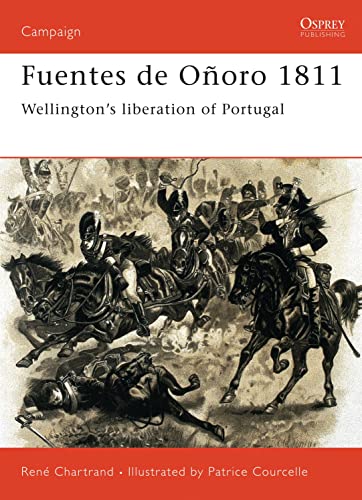 Campaign
OSPREY
PUBLISHING
Fuentes de Oñoro 1811
Wellington's liberation of Portugal
René Chartrand • Illustrated by Patrice Courcelle